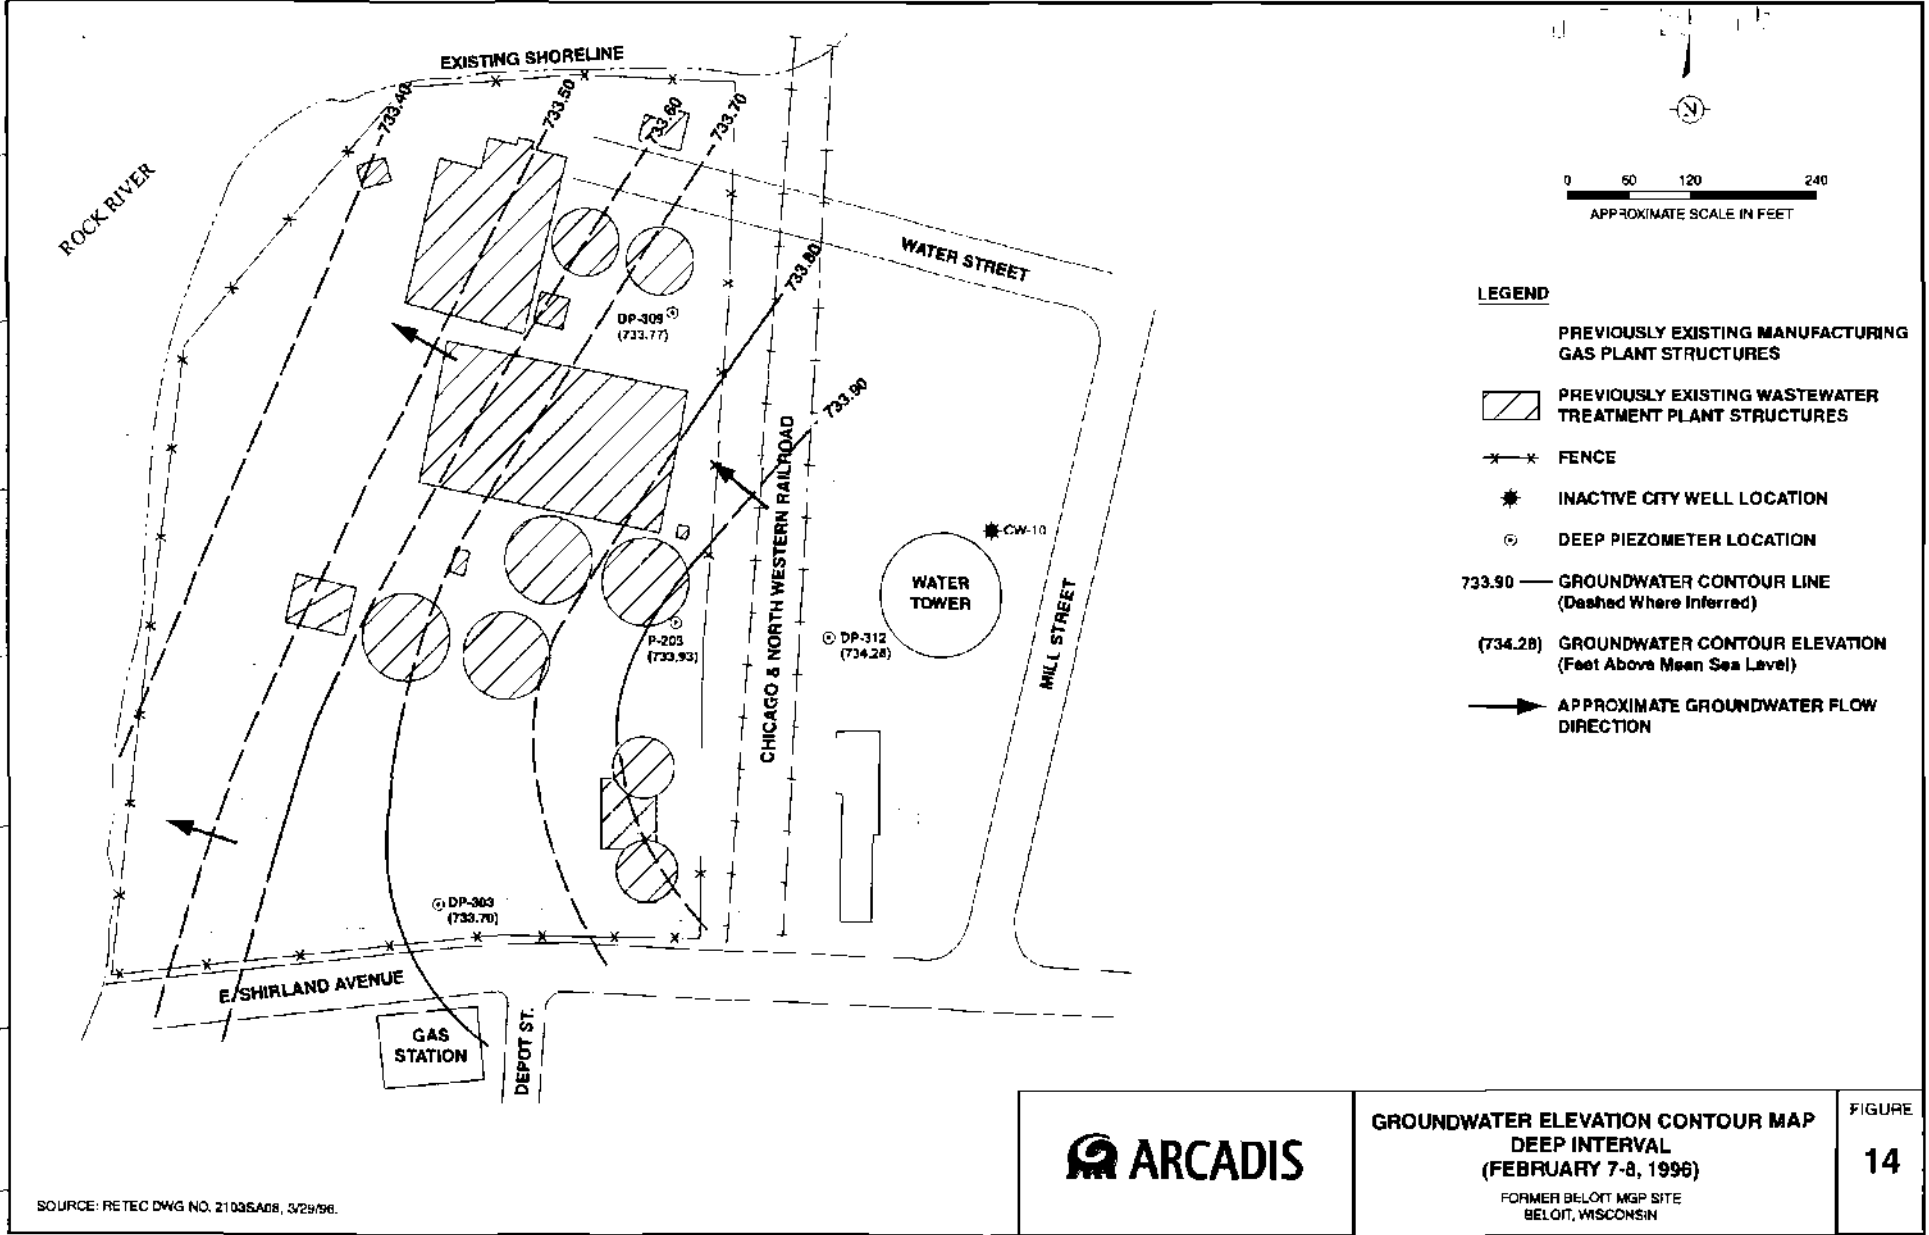 EXISTING SHORELINE
733.40
733.50
733.60
733.70
ROCK RIVER
N
0 60 120 240
APPROXIMATE SCALE IN FEET
WATER STREET
733.80
DP-309
(733.77)
733.90
CHICAGO & NORTH WESTERN RAILROAD
CW-10
WATER
TOWER
MILL STREET
P-203
(733.93)
DP-312
(734.28)
DP-303
(733.70)
E. SHIRLAND AVENUE
GAS
STATION
DEPOT ST.
LEGEND
PREVIOUSLY EXISTING MANUFACTURING
GAS PLANT STRUCTURES
PREVIOUSLY EXISTING WASTEWATER
TREATMENT PLANT STRUCTURES
FENCE
INACTIVE CITY WELL LOCATION
DEEP PIEZOMETER LOCATION
733.90 GROUNDWATER CONTOUR LINE
(Dashed Where Inferred)
(734.28) GROUNDWATER CONTOUR ELEVATION
(Feet Above Mean Sea Level)
APPROXIMATE GROUNDWATER FLOW
DIRECTION
SOURCE: RETEC DWG NO. 2103SA08, 3/29/96.
ARCADIS
GROUNDWATER ELEVATION CONTOUR MAP
DEEP INTERVAL
(FEBRUARY 7-8, 1996)
FORMER BELOIT MGP SITE
BELOIT, WISCONSIN
FIGURE
14